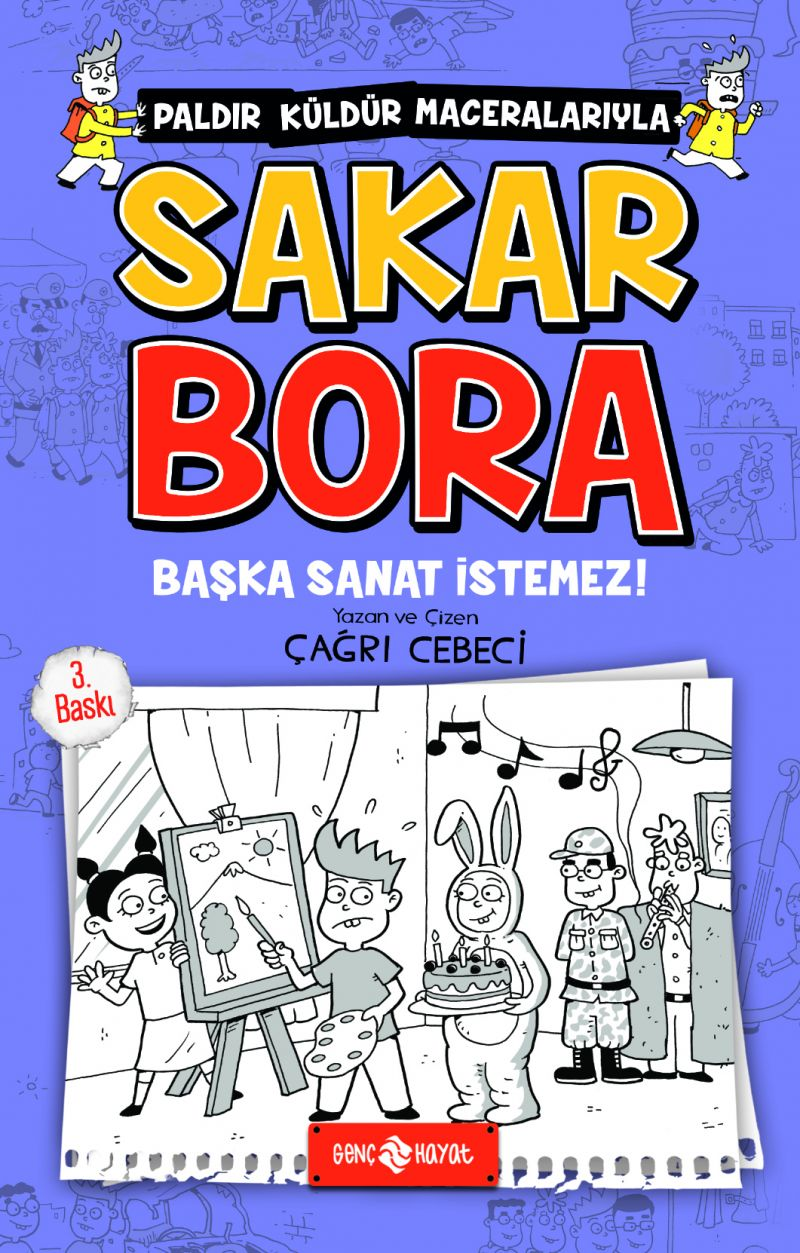 PALDIR KÜLDÜR MACERALARIYLA
SAKAR
BORA
BAŞKA SANAT İSTEMEZ!
Yazan ve Çizen
ÇAĞRI CEBECİ
3.
Baskı
GENÇ HAYAT